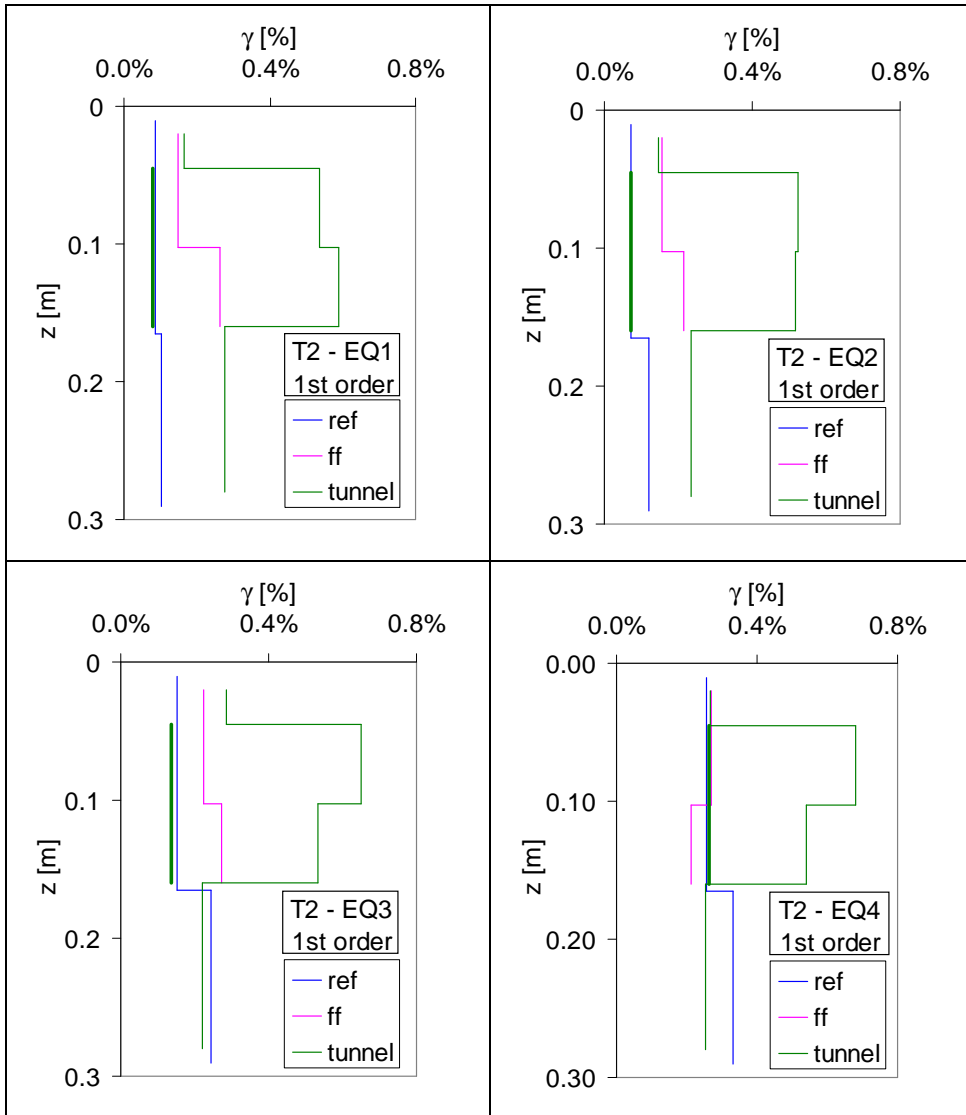 γ [%]
0.0% 0.4% 0.8%
0
0.1
0.2
0.3
z [m]
T2 - EQ1
1st order
ref
ff
tunnel
γ [%]
0.0% 0.4% 0.8%
0
0.1
0.2
0.3
z [m]
T2 - EQ2
1st order
ref
ff
tunnel
γ [%]
0.0% 0.4% 0.8%
0
0.1
0.2
0.3
z [m]
T2 - EQ3
1st order
ref
ff
tunnel
γ [%]
0.0% 0.4% 0.8%
0.00
0.10
0.20
0.30
z [m]
T2 - EQ4
1st order
ref
ff
tunnel